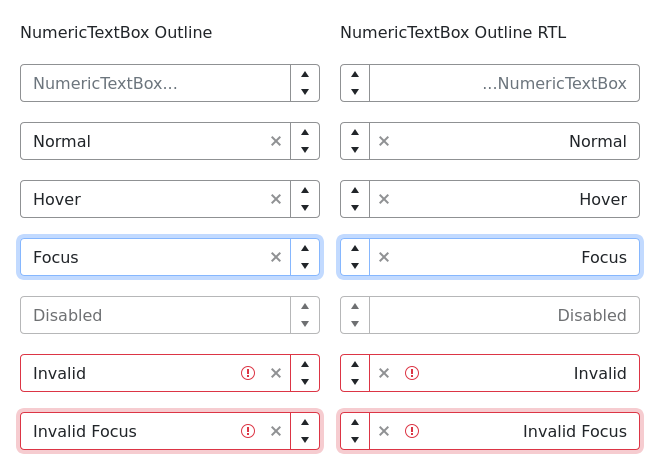 NumericTextBox Outline
NumericTextBox...
Normal
Hover
Focus
Disabled
Invalid
Invalid Focus
NumericTextBox Outline RTL
...NumericTextBox
Normal
Hover
Focus
Disabled
Invalid
Invalid Focus